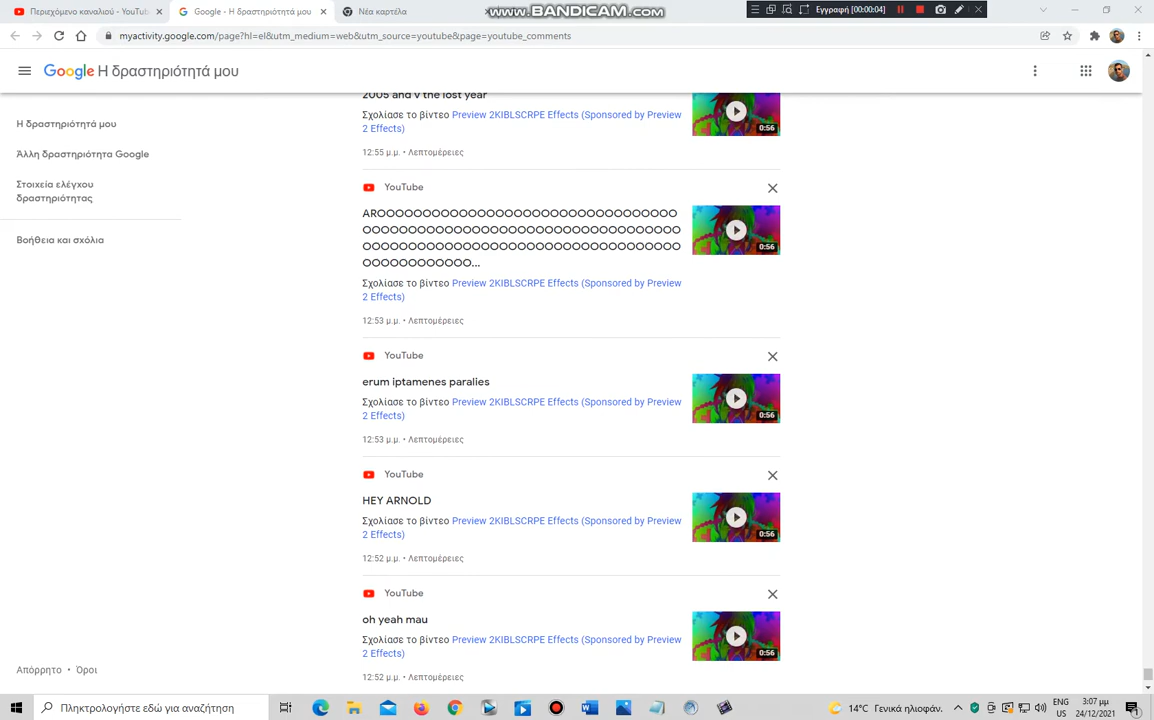 Περιεχόμενο καναλιού - YouTub
Google - Η δραστηριότητά μου
Νέα καρτέλα
www.BANDICAM.com
Εγγραφή [00:00:04]
myactivity.google.com/page?hl=el&utm_medium=web&utm_source=youtube&page=youtube_comments
Google Η δραστηριότητά μου
Η δραστηριότητά μου
Άλλη δραστηριότητα Google
Στοιχεία ελέγχου
δραστηριότητας
Βοήθεια και σχόλια
2005 and v the lost year
Σχολίασε το βίντεο Preview 2KIBLSCRPE Effects (Sponsored by Preview
2 Effects)
0:56
12:55 μ.μ. • Λεπτομέρειες
YouTube
AROOOOOOOOOOOOOOOOOOOOOOOOOOOOOOOOO
OOOOOOOOOOOOOOOOOOOOOOOOOOOOOOOOOOO
OOOOOOOOOOOOOOOOOOOOOOOOOOOOOOOOOOO
OOOOOOOOOOOO...
0:56
Σχολίασε το βίντεο Preview 2KIBLSCRPE Effects (Sponsored by Preview
2 Effects)
12:53 μ.μ. • Λεπτομέρειες
YouTube
erum iptamenes paralies
Σχολίασε το βίντεο Preview 2KIBLSCRPE Effects (Sponsored by Preview
2 Effects)
0:56
12:53 μ.μ. • Λεπτομέρειες
YouTube
HEY ARNOLD
Σχολίασε το βίντεο Preview 2KIBLSCRPE Effects (Sponsored by Preview
2 Effects)
0:56
12:52 μ.μ. • Λεπτομέρειες
YouTube
oh yeah mau
Σχολίασε το βίντεο Preview 2KIBLSCRPE Effects (Sponsored by Preview
2 Effects)
0:56
12:52 μ.μ. • Λεπτομέρειες
Απόρρητο • Όροι
Πληκτρολογήστε εδώ για αναζήτηση
14°C Γενικά ηλιοφάν.
ENG
US
3:07 μμ
24/12/2021
1